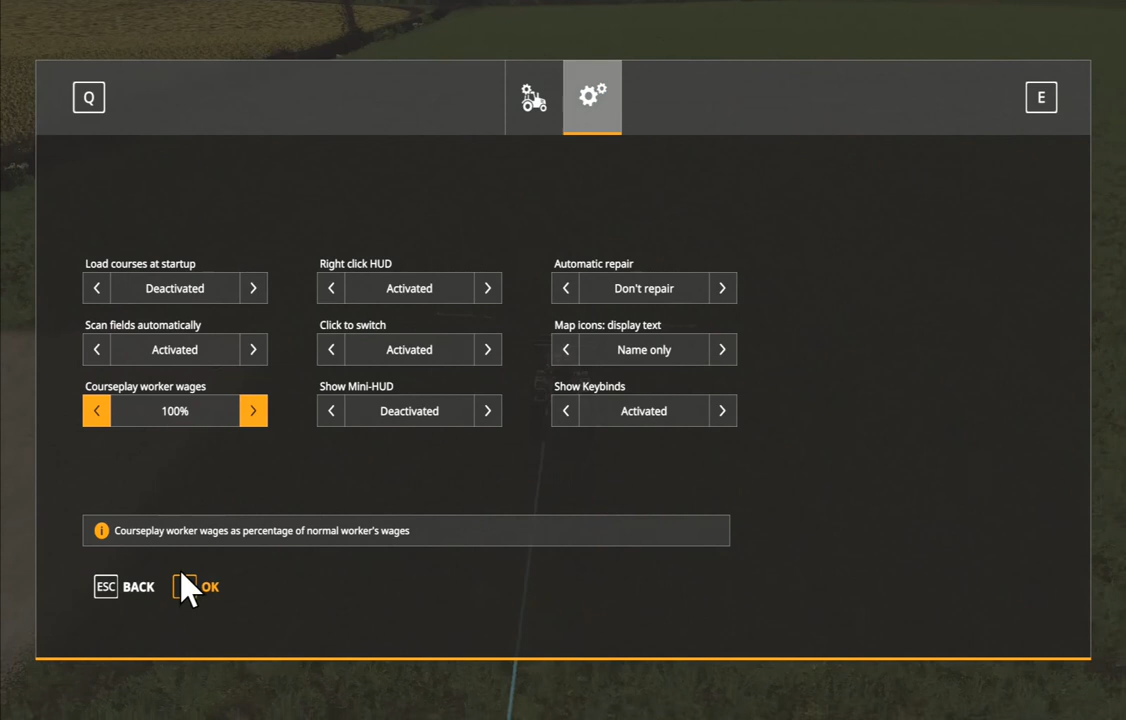 Q
E
Load courses at startup
Right click HUD
Automatic repair
Deactivated
Activated
Don't repair
Scan fields automatically
Click to switch
Map icons: display text
Activated
Activated
Name only
Courseplay worker wages
Show Mini-HUD
Show Keybinds
100%
Deactivated
Activated
Courseplay worker wages as percentage of normal worker's wages
ESC BACK
OK